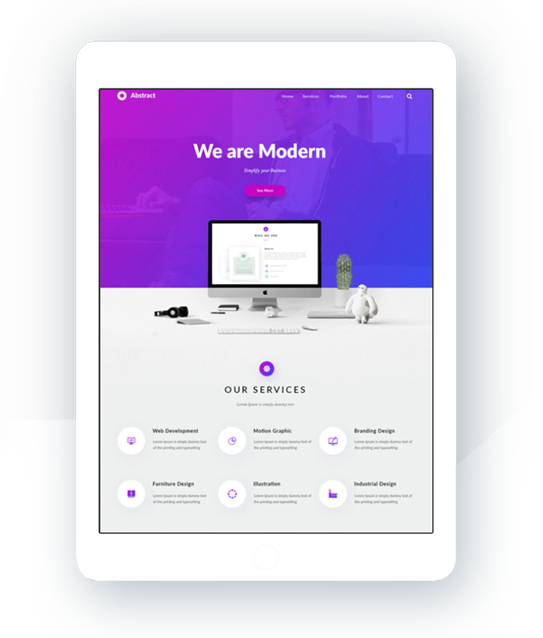 Abstract
Home Services Portfolio About Contact
We are Modern
Simplify your Business
See More
WHO WE ARE
OUR SERVICES
Lorem Ipsum is simply dummy text
Web Development
Lorem Ipsum is simply dummy text
of the printing and typesetting
Motion Graphic
Lorem Ipsum is simply dummy text of
the printing and typesetting
Branding Design
Lorem Ipsum is simply dummy text of
the printing and typesetting
Furniture Design
Lorem Ipsum is simply dummy text
of the printing and typesetting
Illustration
Lorem Ipsum is simply dummy text of
the printing and typesetting
Industrial Design
Lorem Ipsum is simply dummy text of
the printing and typesetting